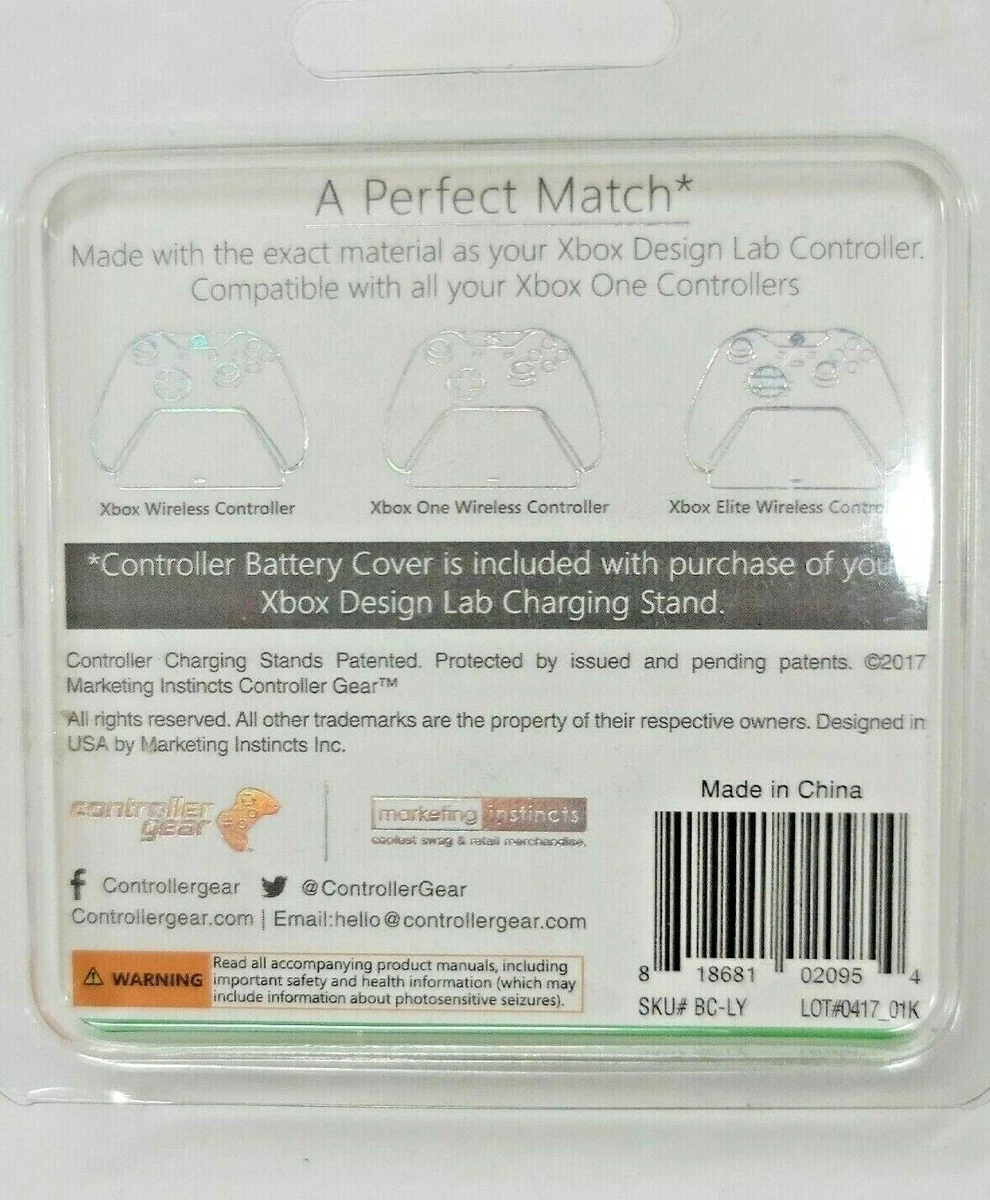 A Perfect Match*
Made with the exact material as your Xbox Design Lab Controller.
Compatible with all your Xbox One Controllers
Xbox Wireless Controller
Xbox One Wireless Controller
Xbox Elite Wireless Contro
*Controller Battery Cover is included with purchase of you
Xbox Design Lab Charging Stand.
Controller Charging Stands Patented. Protected by issued and pending patents. ©2017
Marketing Instincts Controller Gear™
All rights reserved. All other trademarks are the property of their respective owners. Designed in
USA by Marketing Instincts Inc.
controller
gear
marketing instincts
coolest swag & retail merchandise.
Controllergear @ControllerGear
Controllergear.com | Email:hello@controllergear.com
WARNING
Read all accompanying product manuals, including
important safety and health information (which may
include information about photosensitive seizures).
Made in China
8 18681 02095 4
SKU# BC-LY LOT#0417_01K